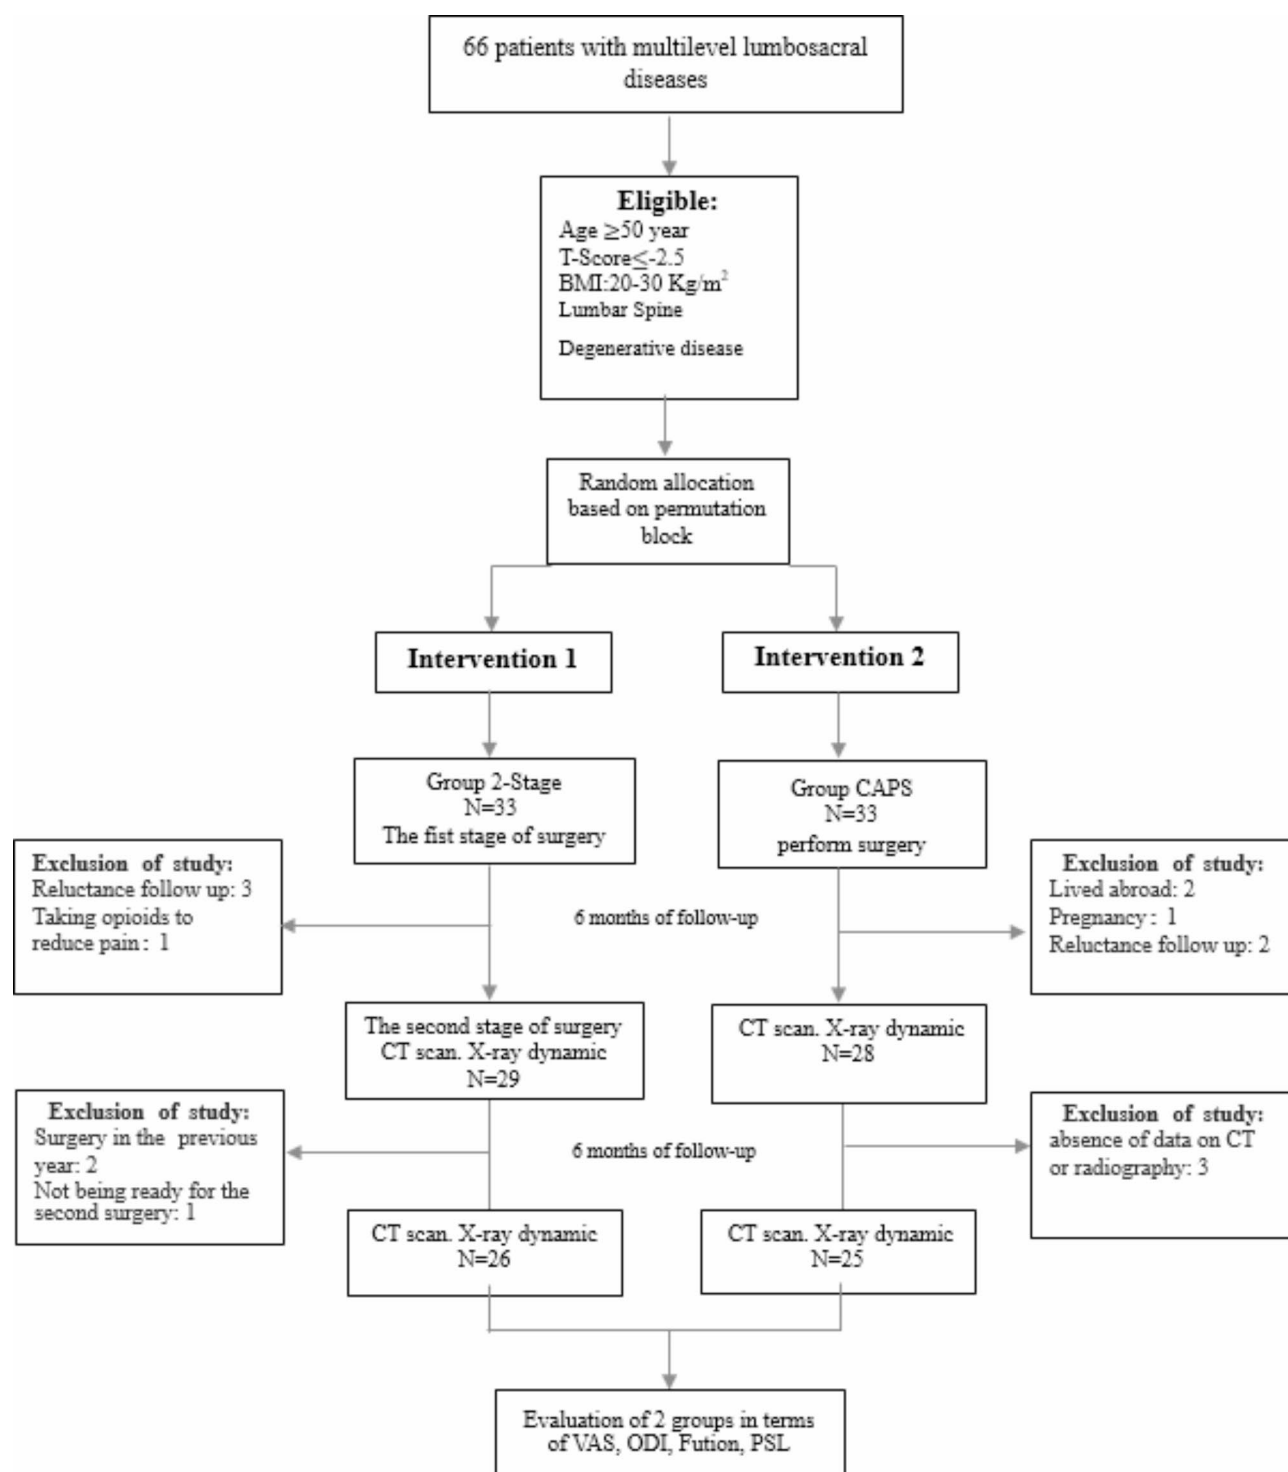 66 patients with multilevel lumbosacral
diseases
Eligible:
Age ≥50 year
T-Score≤-2.5
BMI:20-30 Kg/m²
Lumbar Spine
Degenerative disease
Random allocation
based on permutation
block
Intervention 1
Intervention 2
Group 2-Stage
N=33
The fist stage of surgery
Group CAPS
N=33
perform surgery
Exclusion of study:
Reluctance follow up: 3
Taking opioids to
reduce pain: 1
6 months of follow-up
Exclusion of study:
Lived abroad: 2
Pregnancy: 1
Reluctance follow up: 2
The second stage of surgery
CT scan. X-ray dynamic
N=29
CT scan. X-ray dynamic
N=28
Exclusion of study:
Surgery in the previous
year: 2
Not being ready for the
second surgery: 1
6 months of follow-up
Exclusion of study:
absence of data on CT
or radiography: 3
CT scan. X-ray dynamic
N=26
CT scan. X-ray dynamic
N=25
Evaluation of 2 groups in terms
of VAS, ODI, Fution, PSL